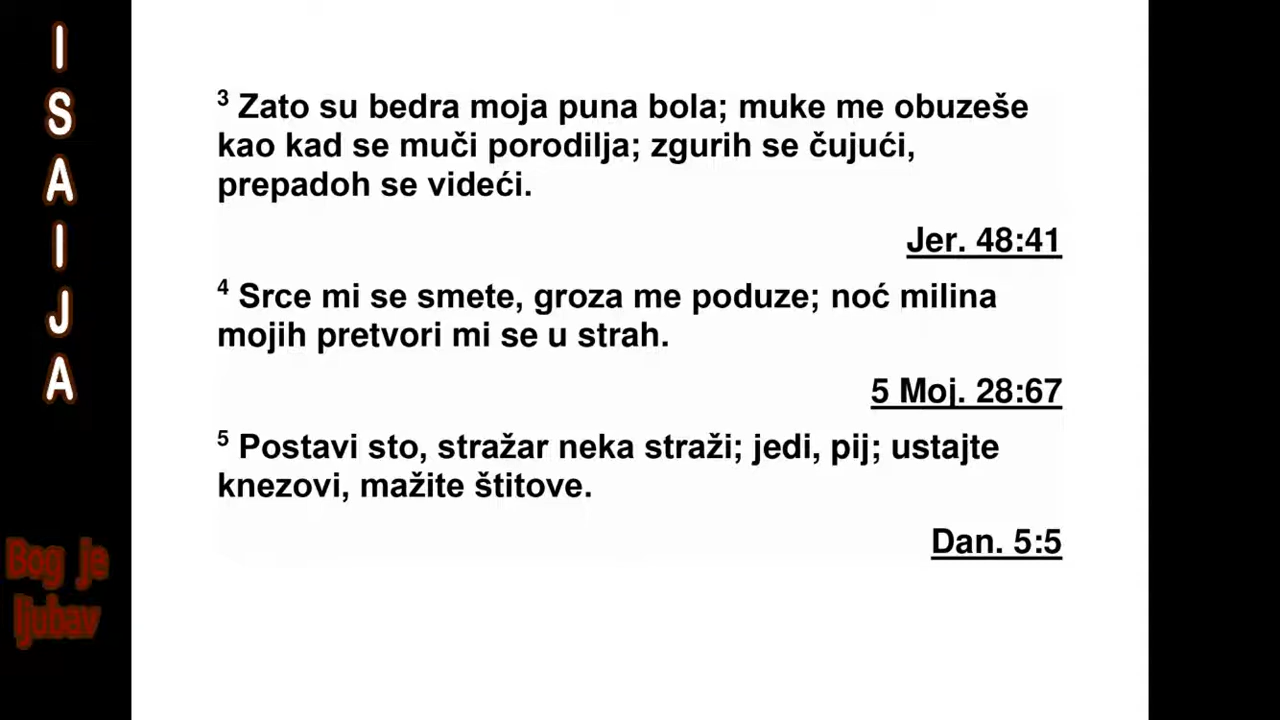 I
S
A
I
J
A
Bog je
ljubav
3 Zato su bedra moja puna bola; muke me obuzeše
kao kad se muči porodilja; zgurih se čujući,
prepadoh se videći.
Jer. 48:41
4 Srce mi se smete, groza me poduze; noć milina
mojih pretvori mi se u strah.
5 Moj. 28:67
5 Postavi sto, stražar neka straži; jedi, pij; ustajte
knezovi, mažite štitove.
Dan. 5:5